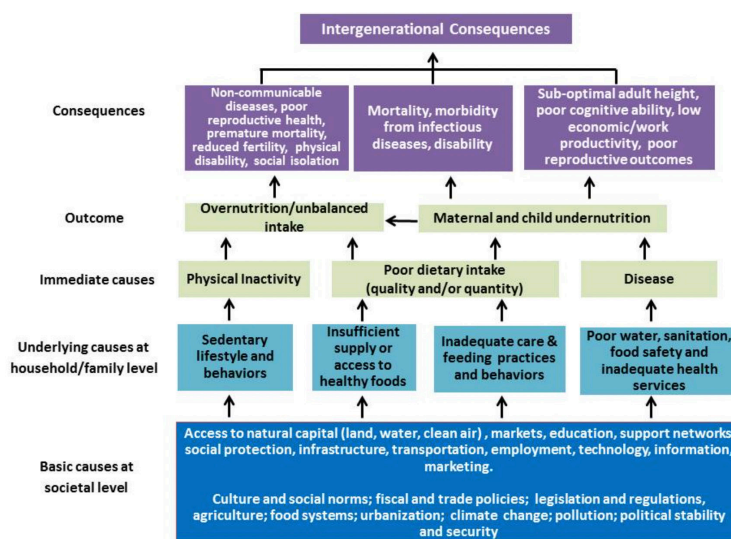 Intergenerational Consequences
Consequences
Non-communicable
diseases, poor
reproductive health,
premature mortality,
reduced fertility, physical
disability, social isolation
Mortality, morbidity
from infectious
diseases, disability
Sub-optimal adult height,
poor cognitive ability, low
economic/work
productivity, poor
reproductive outcomes
Outcome
Overnutrition/unbalanced
intake
Maternal and child undernutrition
Immediate causes
Physical Inactivity
Poor dietary intake
(quality and/or quantity)
Disease
Underlying causes at
household/family level
Sedentary
lifestyle and
behaviors
Insufficient
supply or
access to
healthy foods
Inadequate care &
feeding practices
and behaviors
Poor water, sanitation,
food safety and
inadequate health
services
Basic causes at
societal level
Access to natural capital (land, water, clean air) , markets, education, support networks
social protection, infrastructure, transportation, employment, technology, information,
marketing.
Culture and social norms; fiscal and trade policies; legislation and regulations,
agriculture; food systems; urbanization; climate change; pollution; political stability
and security